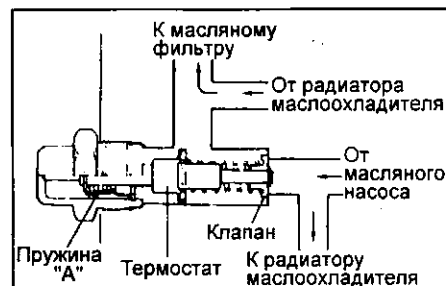 К масляному
фильтру
От радиатора
маслоохладителя
От
масляного
насоса
Пружина
"А"
Термостат
Клапан
К радиатору
маслоохладителя